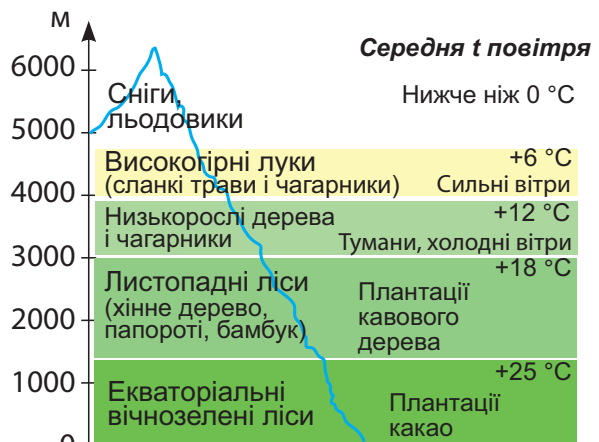 м
Середня t повітря
6000
Сніги,
льодовики
Нижче ніж 0 °C
5000
Високогірні луки
(сланкі трави і чагарники)
+6 °C
Сильні вітри
4000
Низькорослі дерева
і чагарники
+12 °C
Тумани, холодні вітри
3000
Листопадні ліси
(хінне дерево,
папороті, бамбук)
+18 °C
Плантації
кавового
дерева
2000
1000
Екваторіальні
вічнозелені ліси
+25 °C
Плантації
какао
0